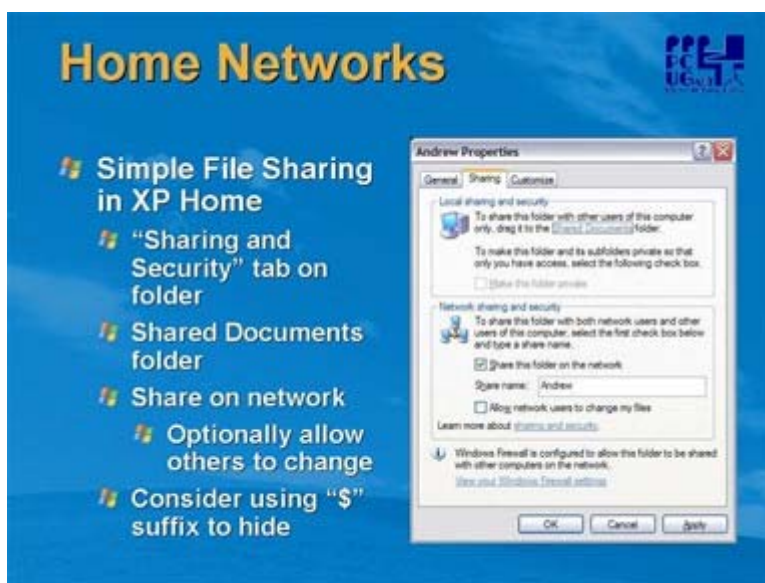 Home Networks
PC
UG
Simple File Sharing
in XP Home
“Sharing and
Security” tab on
folder
Shared Documents
folder
Share on network
Optionally allow
others to change
Consider using “$”
suffix to hide
Andrew Properties
General Sharing Customize
Local sharing and security
To share this folder with other users of this computer
only, drag it to the Shared Documents folder.
To make this folder and its subfolders private so that
only you have access, select the following check box.
Make this folder private
Network sharing and security
To share this folder with both network users and other
users of this computer, select the first check box below
and type a share name.
Share this folder on the network
Share name: Andrew
Allow network users to change my files
Learn more about sharing and security.
Windows Firewall is configured to allow this folder to be shared
with other computers on the network.
View your Windows Firewall settings
OK Cancel Apply